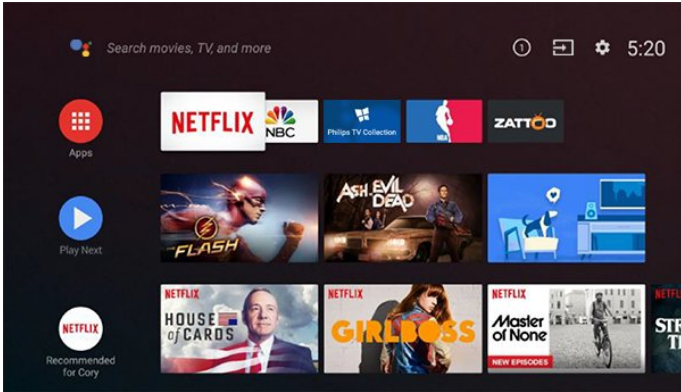 Search movies, TV, and more
1
5:20
Apps
NETFLIX
NBC
Philips TV Collection
NBA
ZATTOO
Play Next
FLASH
ASH VS EVIL DEAD
NETFLIX
Recommended
for Cory
NETFLIX
HOUSE
of CARDS
NETFLIX
GIRLBOSS
NETFLIX
Master
of None
NEW EPISODES